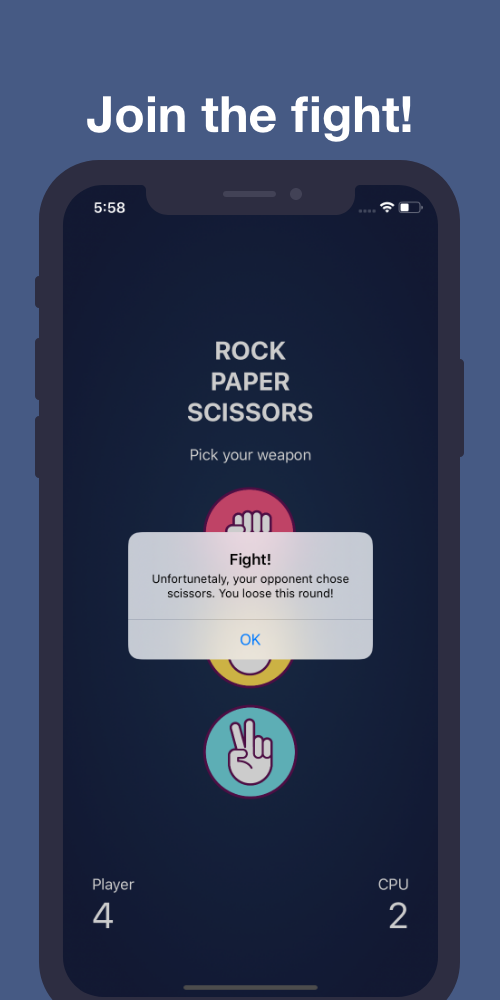 Join the fight!
5:58
ROCK
PAPER
SCISSORS
Pick your weapon
Fight!
Unfortunetaly, your opponent chose
scissors. You loose this round!
OK
Player
CPU
4
2